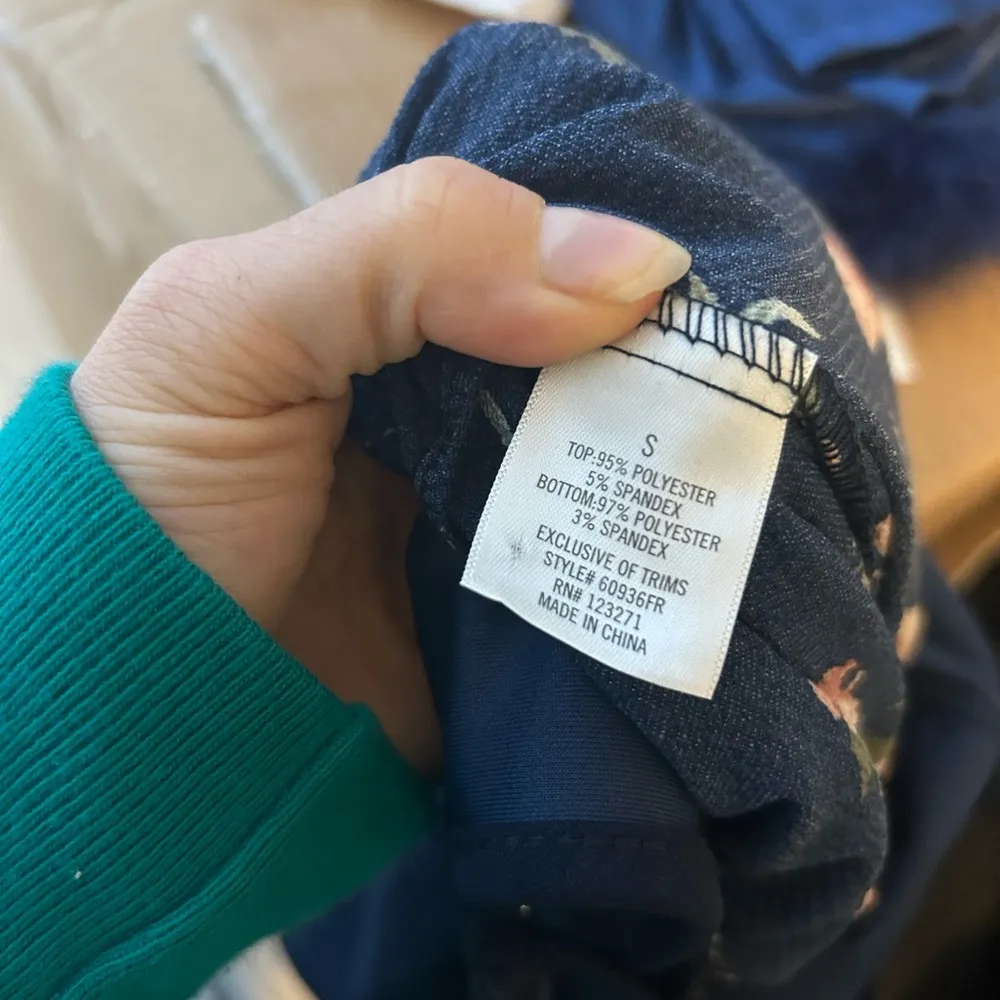 S
TOP:95% POLYESTER
5% SPANDEX
BOTTOM:97% POLYESTER
3% SPANDEX
EXCLUSIVE OF TRIMS
STYLE# 60936FR
RN# 123271
MADE IN CHINA